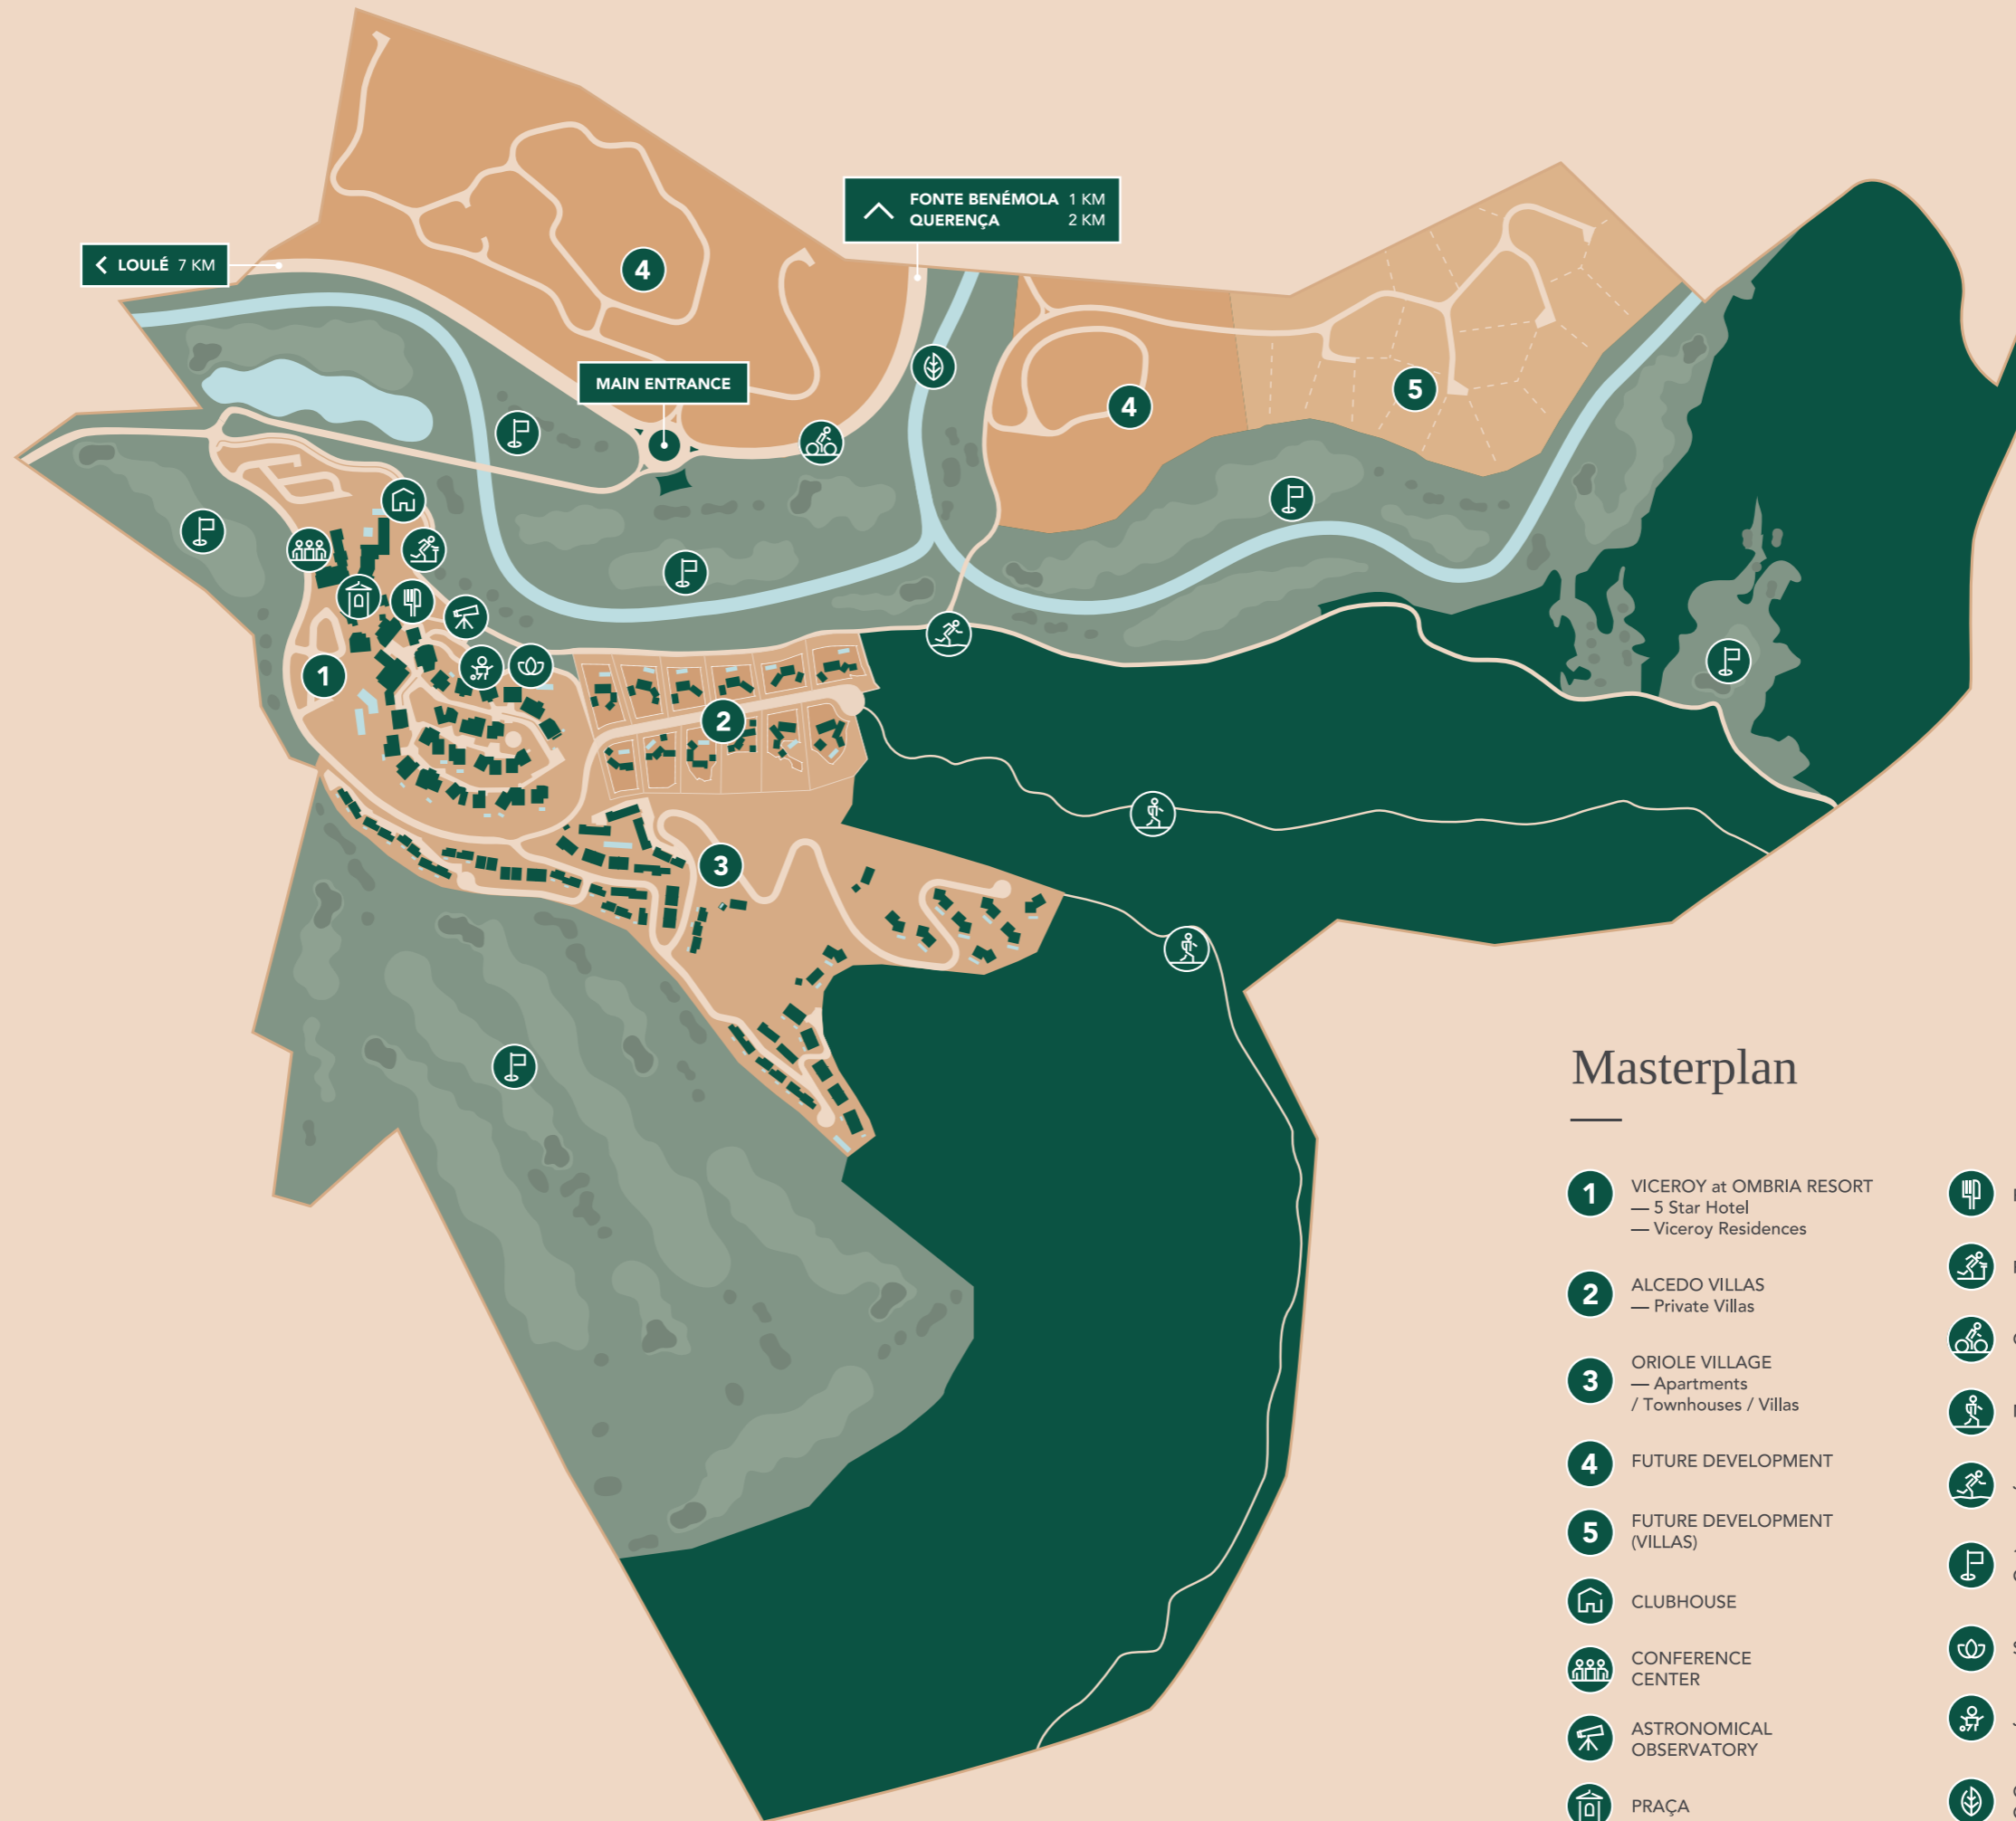 FONTE BENÉMOLA 1 KM
QUERENÇA 2 KM
LOULÉ 7 KM
4
MAIN ENTRANCE
4
5
1
2
3
Masterplan
1 VICEROY at OMBRIA RESORT
— 5 Star Hotel
— Viceroy Residences
2 ALCEDO VILLAS
— Private Villas
3 ORIOLE VILLAGE
— Apartments
/ Townhouses / Villas
4 FUTURE DEVELOPMENT
5 FUTURE DEVELOPMENT
(VILLAS)
CLUBHOUSE
CONFERENCE
CENTER
ASTRONOMICAL
OBSERVATORY
PRAÇA